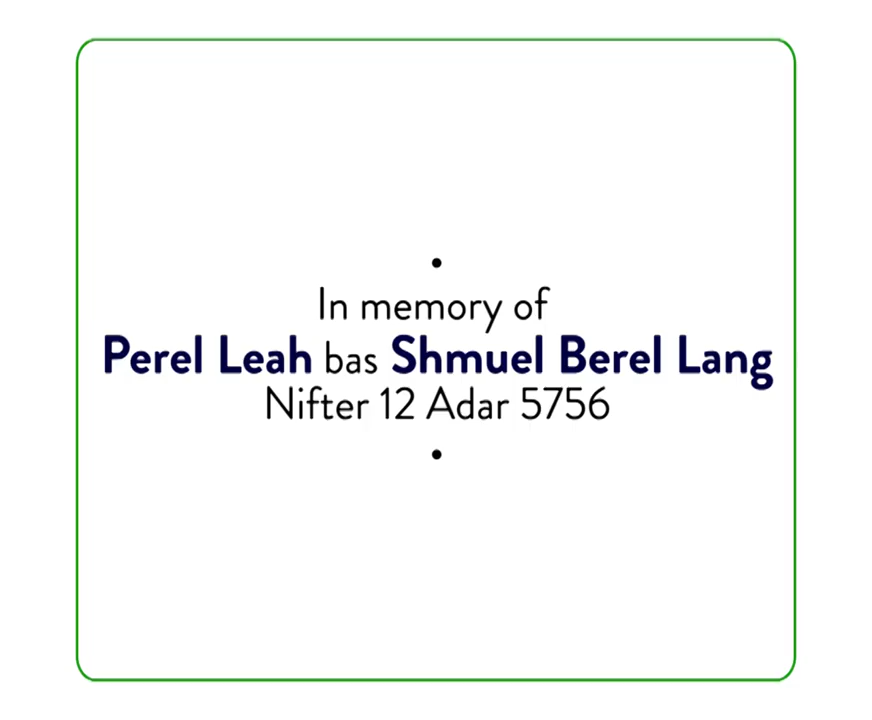 •
In memory of
Perel Leah bas Shmuel Berel Lang
Nifter 12 Adar 5756
•